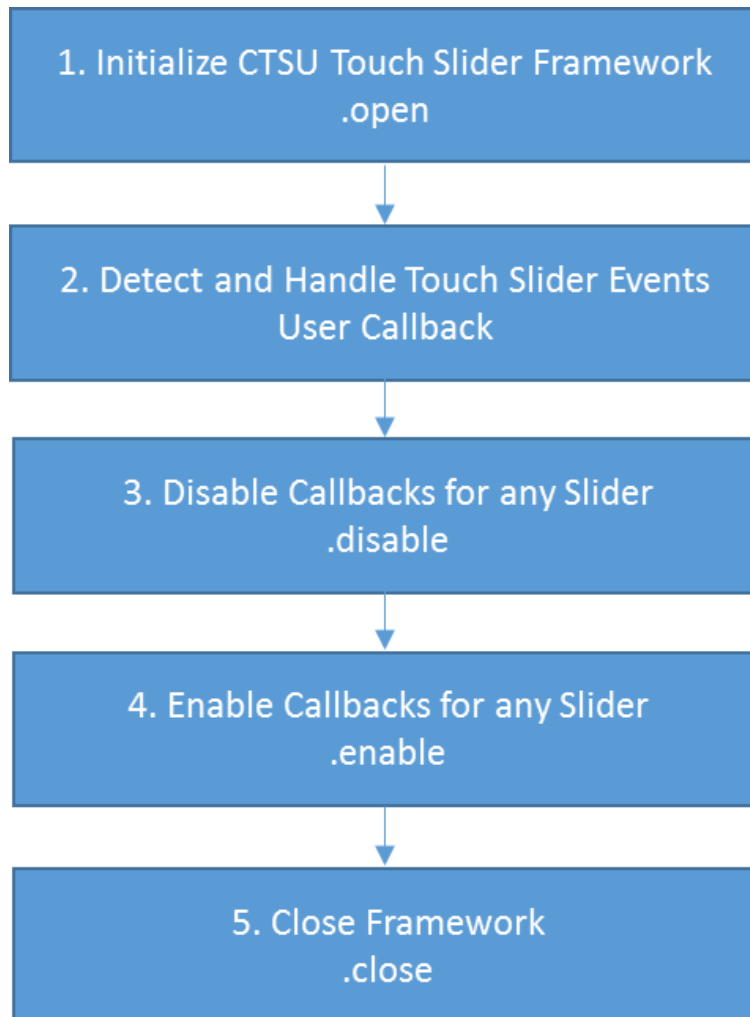 1. Initialize CTSU Touch Slider Framework
.open
2. Detect and Handle Touch Slider Events
User Callback
3. Disable Callbacks for any Slider
.disable
4. Enable Callbacks for any Slider
.enable
5. Close Framework
.close